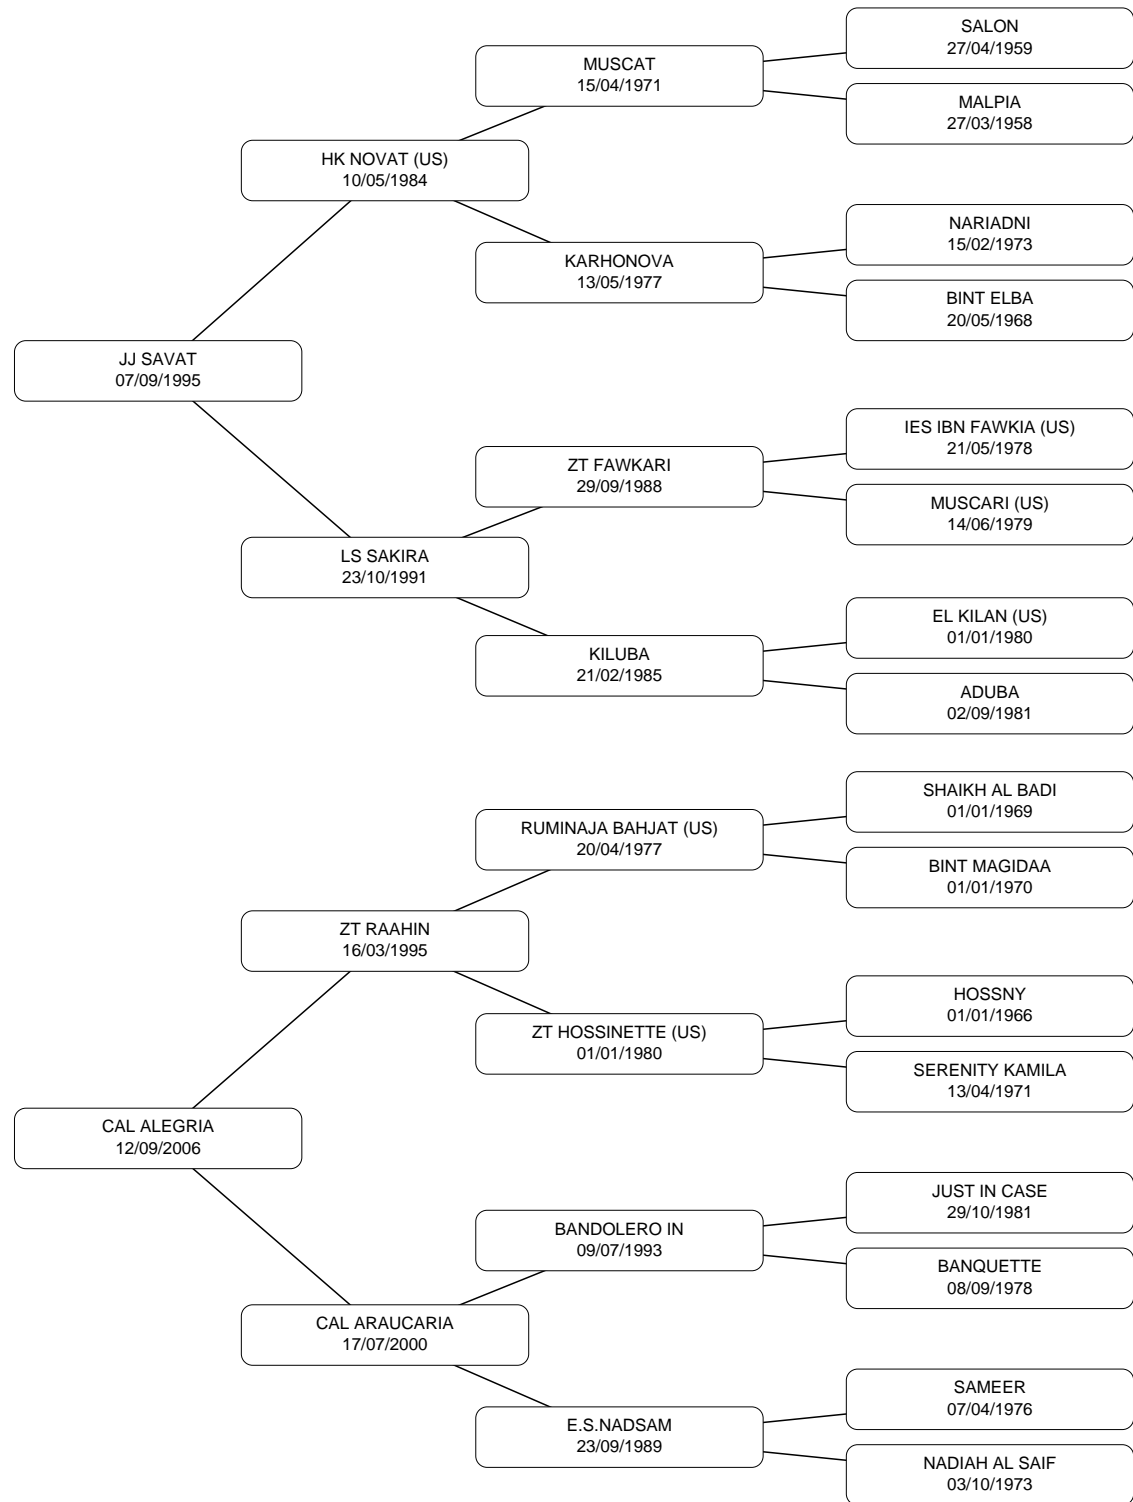 SALON
27/04/1959
MUSCAT
15/04/1971
MALPIA
27/03/1958
HK NOVAT (US)
10/05/1984
NARIADNI
15/02/1973
KARHONOVA
13/05/1977
BINT ELBA
20/05/1968
JJ SAVAT
07/09/1995
IES IBN FAWKIA (US)
21/05/1978
ZT FAWKARI
29/09/1988
MUSCARI (US)
14/06/1979
LS SAKIRA
23/10/1991
EL KILAN (US)
01/01/1980
KILUBA
21/02/1985
ADUBA
02/09/1981
SHAIKH AL BADI
01/01/1969
RUMINAJA BAHJAT (US)
20/04/1977
BINT MAGIDAA
01/01/1970
ZT RAAHIN
16/03/1995
HOSSNY
01/01/1966
ZT HOSSINETTE (US)
01/01/1980
SERENITY KAMILA
13/04/1971
CAL ALEGRIA
12/09/2006
JUST IN CASE
29/10/1981
BANDOLERO IN
09/07/1993
BANQUETTE
08/09/1978
CAL ARAUCARIA
17/07/2000
SAMEER
07/04/1976
E.S.NADSAM
23/09/1989
NADIAH AL SAIF
03/10/1973